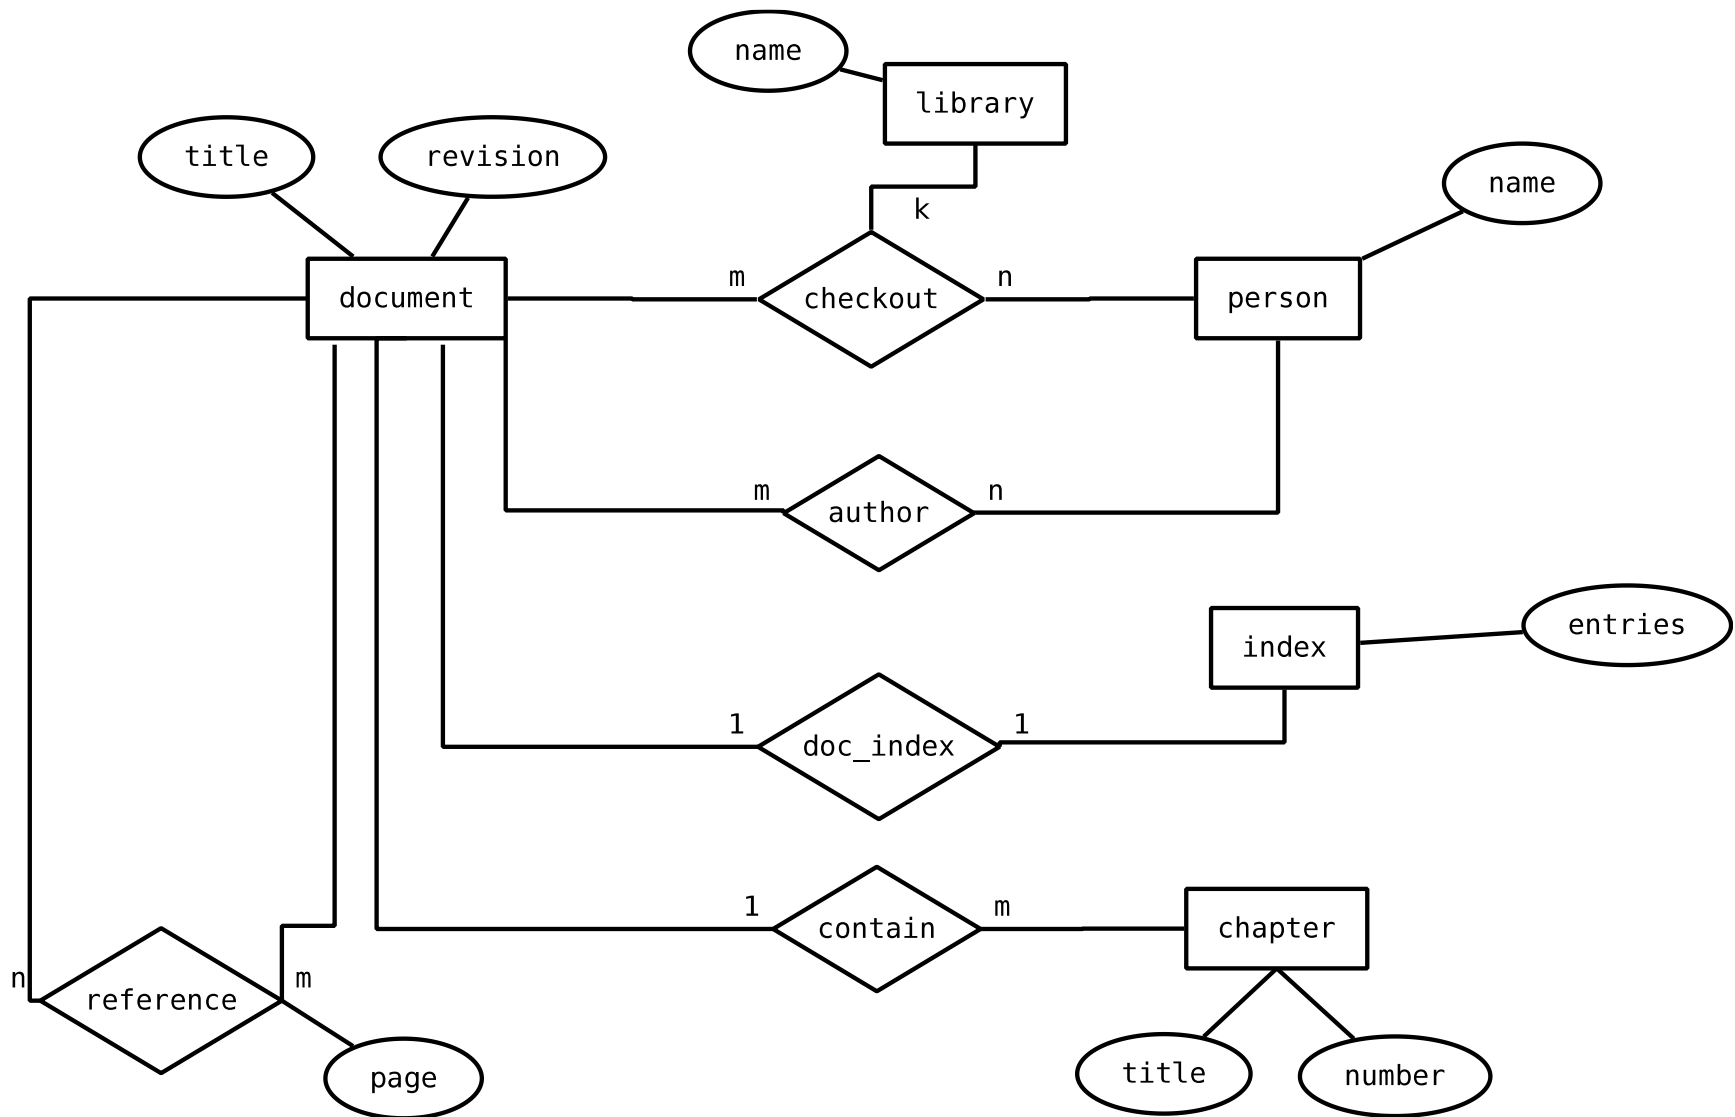 name
library
title
revision
name
k
m
n
document
checkout
person
m
n
author
entries
index
1
1
doc_index
1
m
contain
chapter
n
m
reference
page
title
number